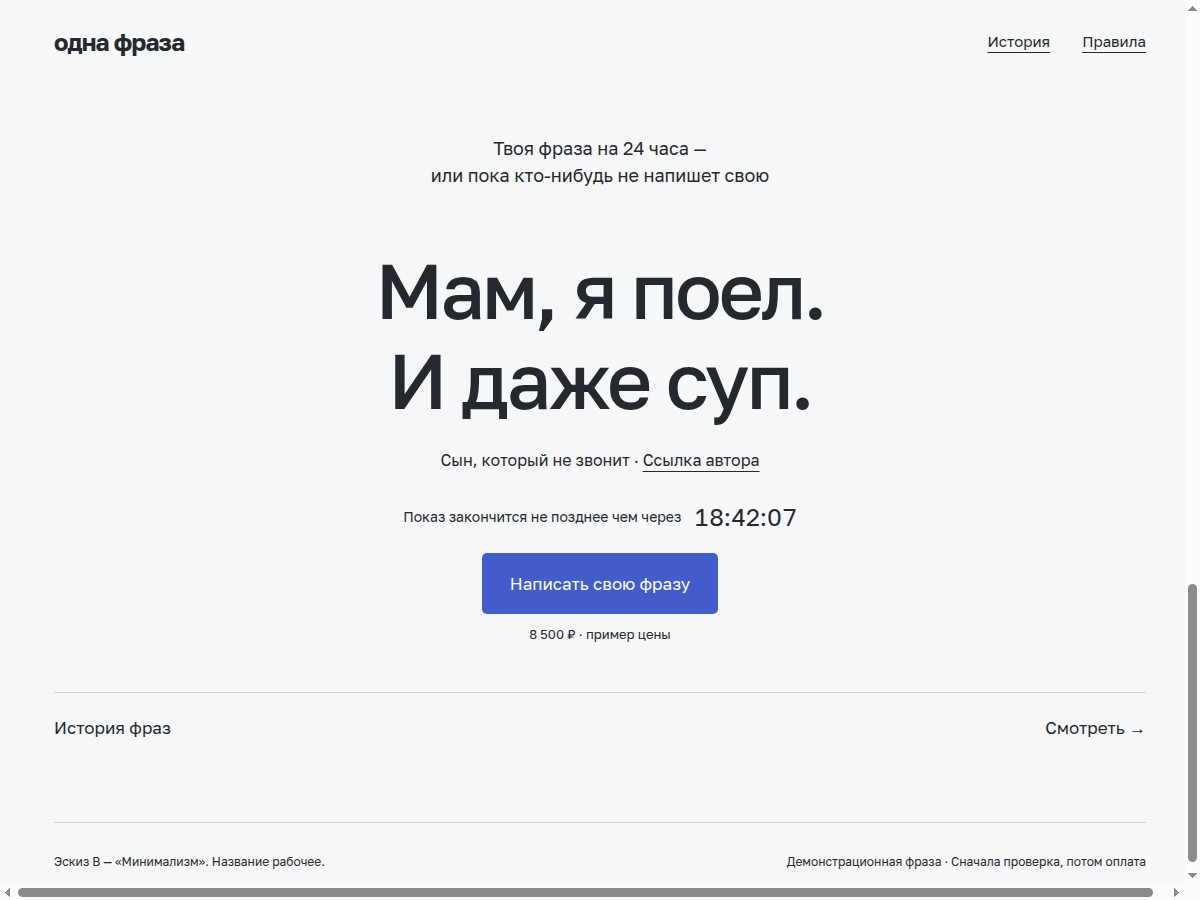 одна фраза
История Правила
Твоя фраза на 24 часа —
или пока кто-нибудь не напишет свою
Мам, я поел.
И даже суп.
Сын, который не звонит · Ссылка автора
Показ закончится не позднее чем через 18:42:07
Написать свою фразу
8 500 ₽ · пример цены
История фраз
Смотреть →
Эскиз B — «Минимализм». Название рабочее.
Демонстрационная фраза · Сначала проверка, потом оплата